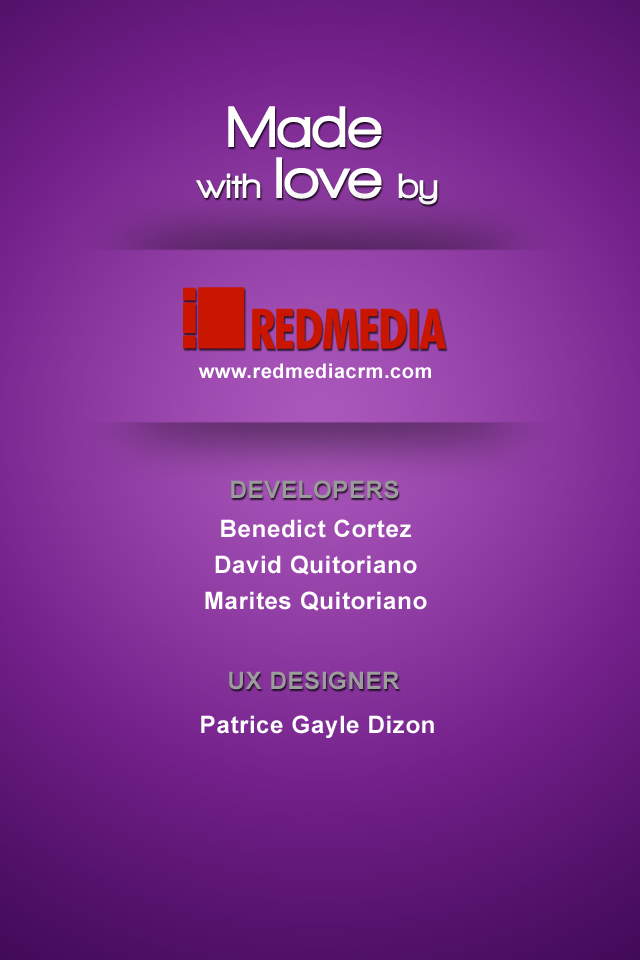 Made
with love by
REDMEDIA
www.redmediacrm.com
DEVELOPERS
Benedict Cortez
David Quitoriano
Marites Quitoriano
UX DESIGNER
Patrice Gayle Dizon